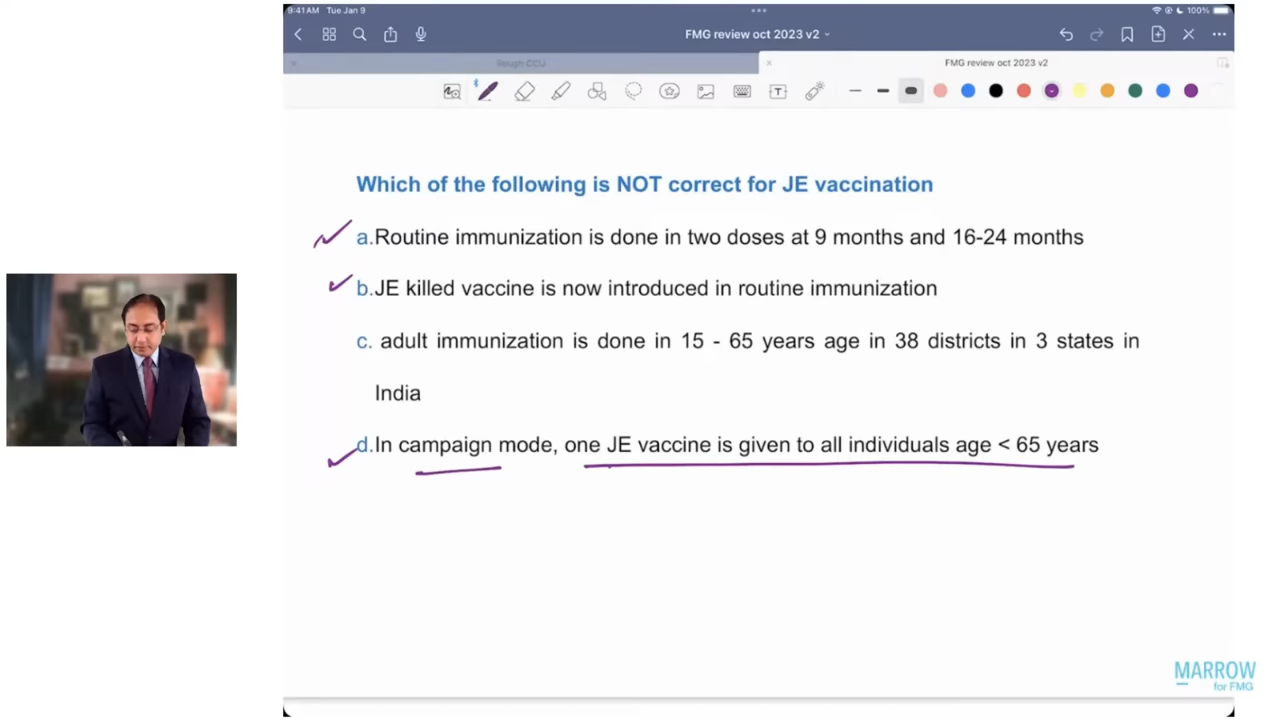 9:41 AM Tue Jan 9
100%
FMG review oct 2023 v2
FMG review oct 2023 v2
T
Which of the following is NOT correct for JE vaccination
a.Routine immunization is done in two doses at 9 months and 16-24 months
b.JE killed vaccine is now introduced in routine immunization
c. adult immunization is done in 15 - 65 years age in 38 districts in 3 states in
India
d.In campaign mode, one JE vaccine is given to all individuals age < 65 years
MARROW
for FMG